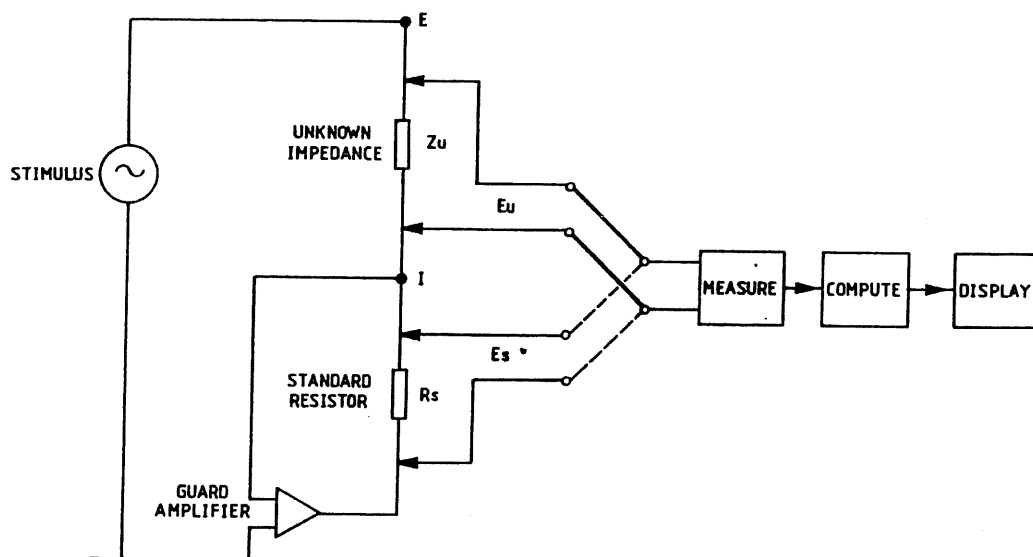 E
UNKNOWN
IMPEDANCE
Zu
STIMULUS
Eu
I
MEASURE
COMPUTE
DISPLAY
Es
STANDARD
RESISTOR
Rs
GUARD
AMPLIFIER